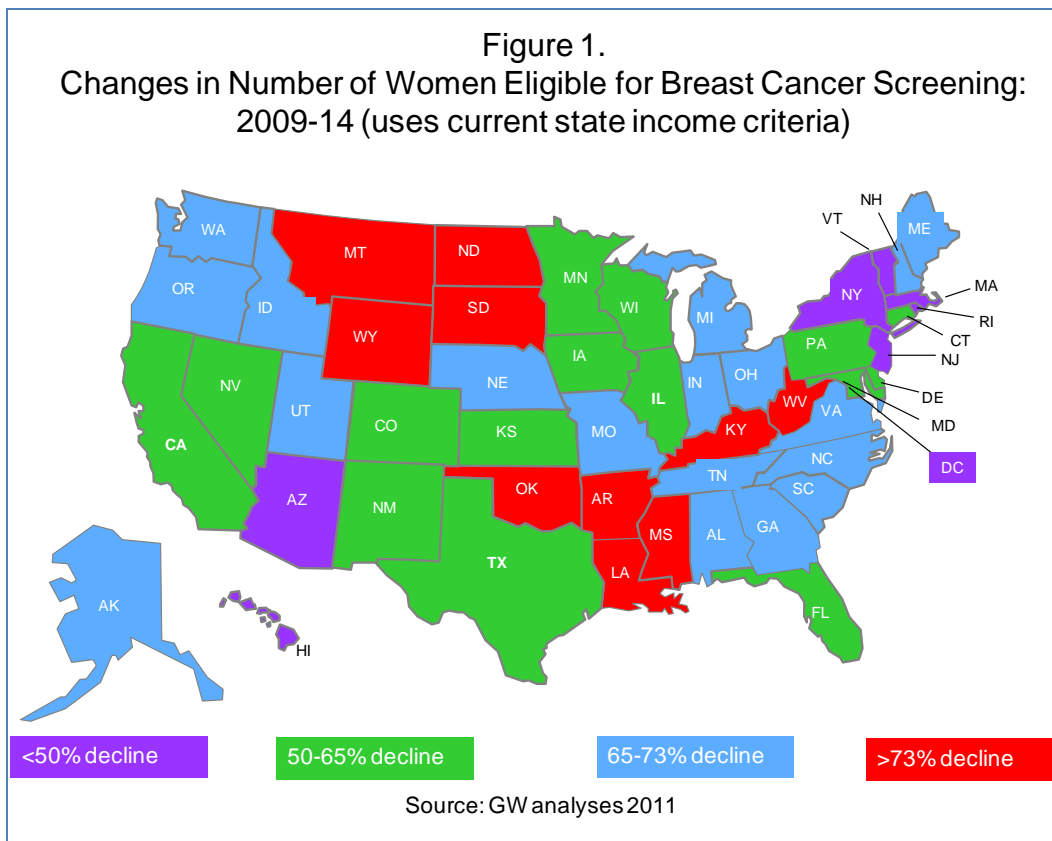 Figure 1.
Changes in Number of Women Eligible for Breast Cancer Screening:
2009-14 (uses current state income criteria)
NH
VT
ME
WA
MT
ND
MN
OR
ID
SD
WI
NY
MA
MI
RI
WY
CT
PA
IA
NJ
NE
OH
IN
NV
IL
DE
UT
WV
VA
CO
MD
KS
MO
KY
CA
NC
DC
TN
OK
SC
AZ
NM
AR
MS
AL
GA
TX
LA
AK
FL
HI
<50% decline
50-65% decline
65-73% decline
>73% decline
Source: GW analyses 2011